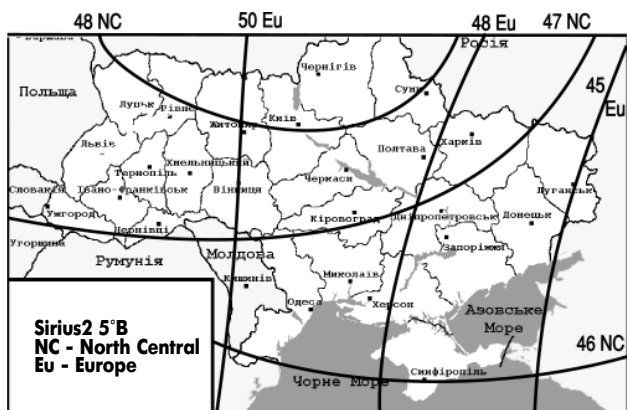 48 NC
50 Eu
48 Eu
47 NC
45
Eu
Варшава
Росія
Польща
Чернігів
Суми
Луцьк
Рівне
Житомир
Київ
Львів
Полтава
Харків
Тернопіль
Хмельницький
Словаккія
Івано-Франківськ
Вінниця
Черкаси
Луганськ
Ужгород
Кіровоград
Дніпропетровськ
Донецьк
Чернівці
Угорщина
Румунія
Молдова
Запоріжжя
Кишинів
Миколаїв
Одеса
Херсон
Азовське
Море
Sirius2 5°B
NC - North Central
Eu - Europe
46 NC
Чорне Море
Синфіропіль